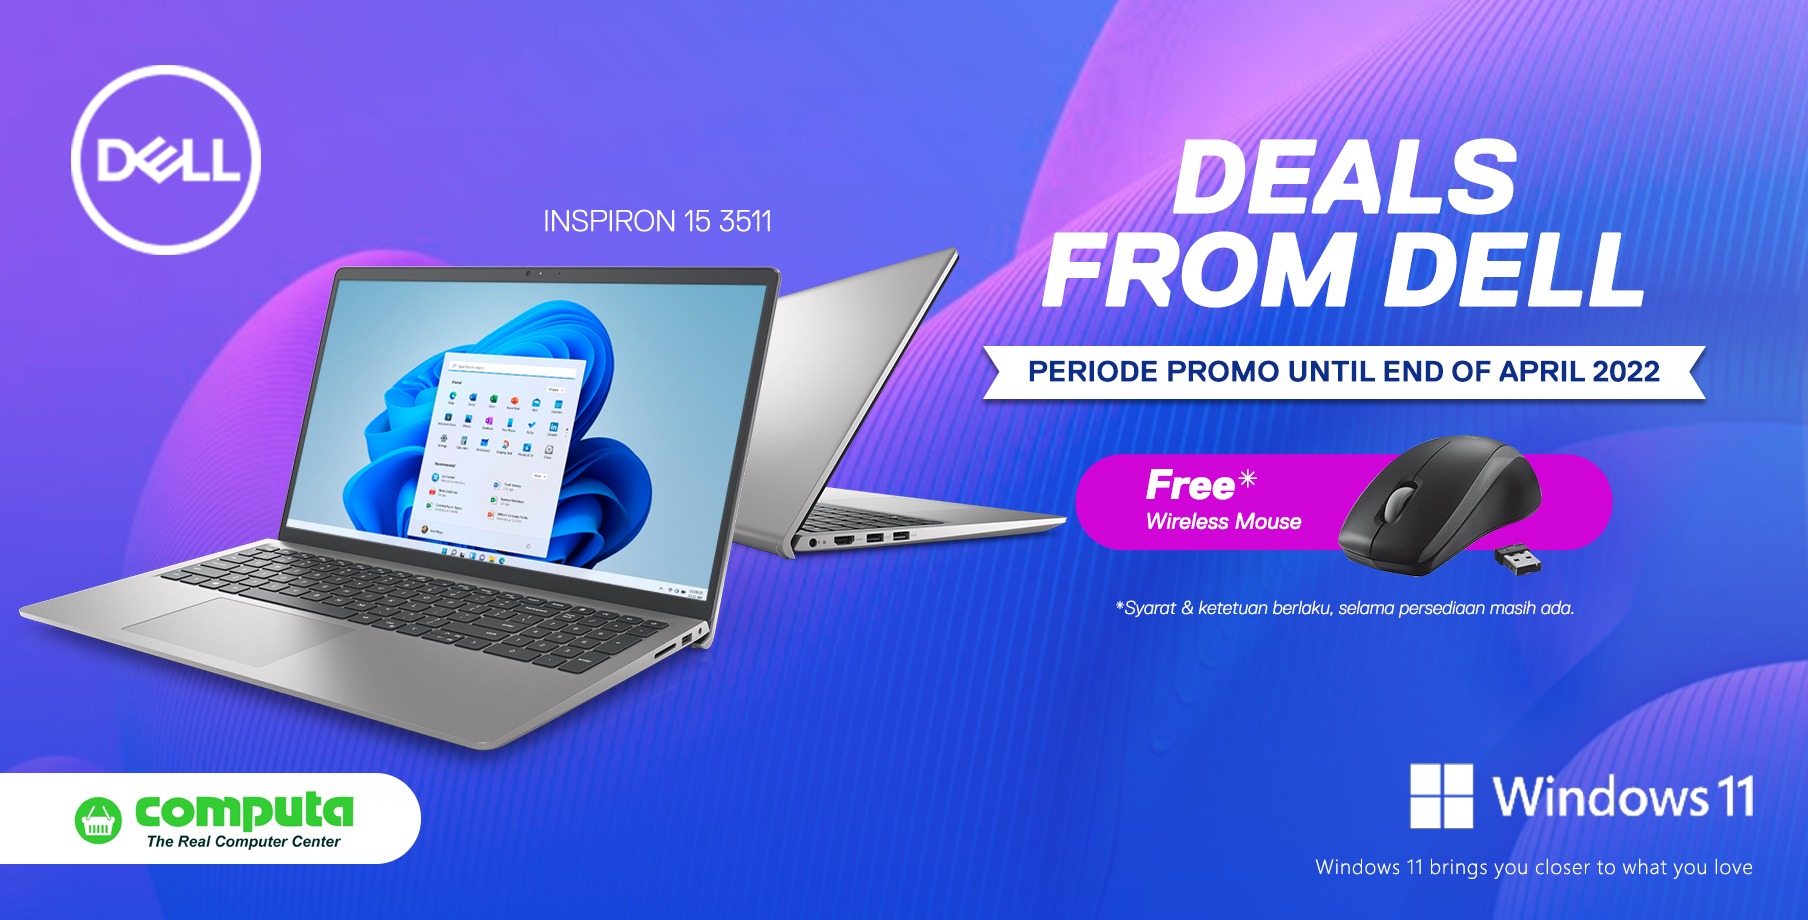 DELL
INSPIRON 15 3511
DEALS
FROM DELL
PERIODE PROMO UNTIL END OF APRIL 2022
Free*
Wireless Mouse
*Syarat & ketetuan berlaku, selama persediaan masih ada.
computa
The Real Computer Center
Windows 11
Windows 11 brings you closer to what you love